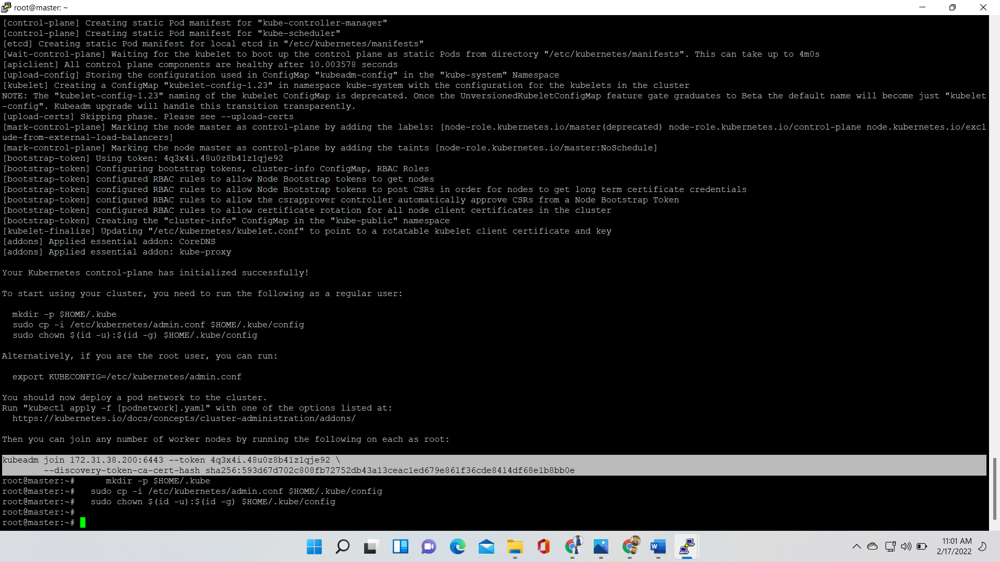 root@master: ~
[control-plane] Creating static Pod manifest for "kube-controller-manager"
[control-plane] Creating static Pod manifest for "kube-scheduler"
[etcd] Creating static Pod manifest for local etcd in "/etc/kubernetes/manifests"
[wait-control-plane] Waiting for the kubelet to boot up the control plane as static Pods from directory "/etc/kubernetes/manifests". This can take up to 4m0s
[apiclient] All control plane components are healthy after 10.003578 seconds
[upload-config] Storing the configuration used in ConfigMap "kubeadm-config" in the "kube-system" Namespace
[kubelet] Creating a ConfigMap "kubelet-config-1.23" in namespace kube-system with the configuration for the kubelets in the cluster
NOTE: The "kubelet-config-1.23" naming of the kubelet ConfigMap is deprecated. Once the UnversionedKubeletConfigMap feature gate graduates to Beta the default name will become just "kubelet
-config". Kubeadm upgrade will handle this transition transparently.
[upload-certs] Skipping phase. Please see --upload-certs
[mark-control-plane] Marking the node master as control-plane by adding the labels: [node-role.kubernetes.io/master(deprecated) node-role.kubernetes.io/control-plane node.kubernetes.io/excl
ude-from-external-load-balancers]
[mark-control-plane] Marking the node master as control-plane by adding the taints [node-role.kubernetes.io/master:NoSchedule]
[bootstrap-token] Using token: 4q3x4i.48u0z8b41z1qje92
[bootstrap-token] Configuring bootstrap tokens, cluster-info ConfigMap, RBAC Roles
[bootstrap-token] configured RBAC rules to allow Node Bootstrap tokens to get nodes
[bootstrap-token] configured RBAC rules to allow Node Bootstrap tokens to post CSRs in order for nodes to get long term certificate credentials
[bootstrap-token] configured RBAC rules to allow the csrapprover controller automatically approve CSRs from a Node Bootstrap Token
[bootstrap-token] configured RBAC rules to allow certificate rotation for all node client certificates in the cluster
[bootstrap-token] Creating the "cluster-info" ConfigMap in the "kube-public" namespace
[kubelet-finalize] Updating "/etc/kubernetes/kubelet.conf" to point to a rotatable kubelet client certificate and key
[addons] Applied essential addon: CoreDNS
[addons] Applied essential addon: kube-proxy
Your Kubernetes control-plane has initialized successfully!
To start using your cluster, you need to run the following as a regular user:
mkdir -p $HOME/.kube
sudo cp -i /etc/kubernetes/admin.conf $HOME/.kube/config
sudo chown $(id -u):$(id -g) $HOME/.kube/config
Alternatively, if you are the root user, you can run:
export KUBECONFIG=/etc/kubernetes/admin.conf
You should now deploy a pod network to the cluster.
Run "kubectl apply -f [podnetwork].yaml" with one of the options listed at:
https://kubernetes.io/docs/concepts/cluster-administration/addons/
Then you can join any number of worker nodes by running the following on each as root:
kubeadm join 172.31.38.200:6443 --token 4q3x4i.48u0z8b41z1qje92 \
--discovery-token-ca-cert-hash sha256:593d67d702c808fb72752db43a13ceac1ed679e861f36cde8414df68e1b8bb0e
root@master:~#      mkdir -p $HOME/.kube
root@master:~#   sudo cp -i /etc/kubernetes/admin.conf $HOME/.kube/config
root@master:~#   sudo chown $(id -u):$(id -g) $HOME/.kube/config
root@master:~#
root@master:~#
11:01 AM
2/17/2022